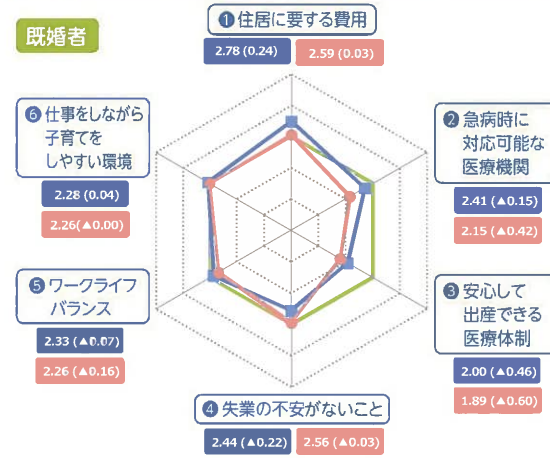 既婚者
❶住居に要する費用
2.78 (0.24) 2.59 (0.03)
❷ 急病時に
対応可能な
医療機関
2.41 (▲0.15)
2.15 (▲0.42)
❸ 安心して
出産できる
医療体制
2.00 (▲0.46)
1.89 (▲0.60)
❹ 失業の不安がないこと
2.44 (▲0.22) 2.56 (▲0.03)
❺ ワークライフ
バランス
2.33 (▲0.07)
2.26 (▲0.16)
❻ 仕事をしながら
子育てを
しやすい環境
2.28 (0.04)
2.26(▲0.00)